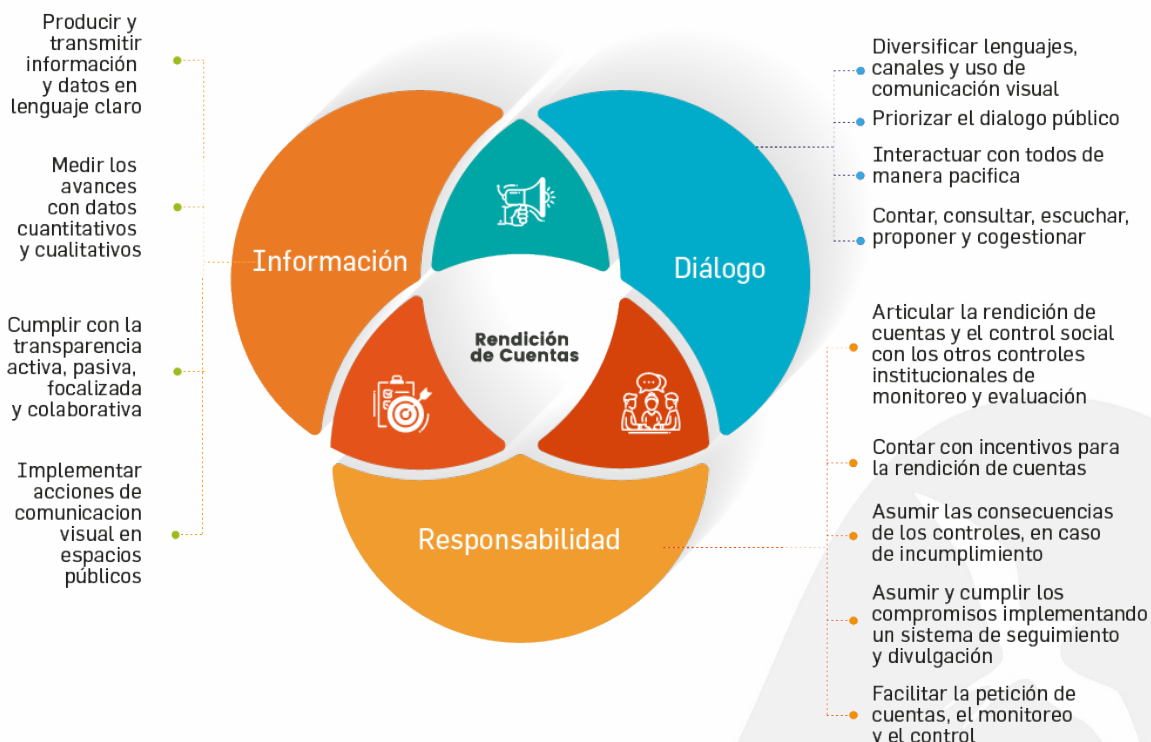 Producir y
transmitir
información
y datos en
lenguaje claro
Medir los
avances
con datos
cuantitativos
y cualitativos
Cumplir con la
transparencia
activa, pasiva,
focalizada
y colaborativa
Implementar
acciones de
comunicacion
visual en
espacios
públicos
Información
Diálogo
Rendición
de Cuentas
Responsabilidad
Diversificar lenguajes,
canales y uso de
comunicación visual
Priorizar el dialogo público
Interactuar con todos de
manera pacifica
Contar, consultar, escuchar,
proponer y cogestionar
Articular la rendición de
cuentas y el control social
con los otros controles
institucionales de
monitoreo y evaluación
Contar con incentivos para
la rendición de cuentas
Asumir las consecuencias
de los controles, en caso
de incumplimiento
Asumir y cumplir los
compromisos implementando
un sistema de seguimiento
y divulgación
Facilitar la petición de
cuentas, el monitoreo
y el control